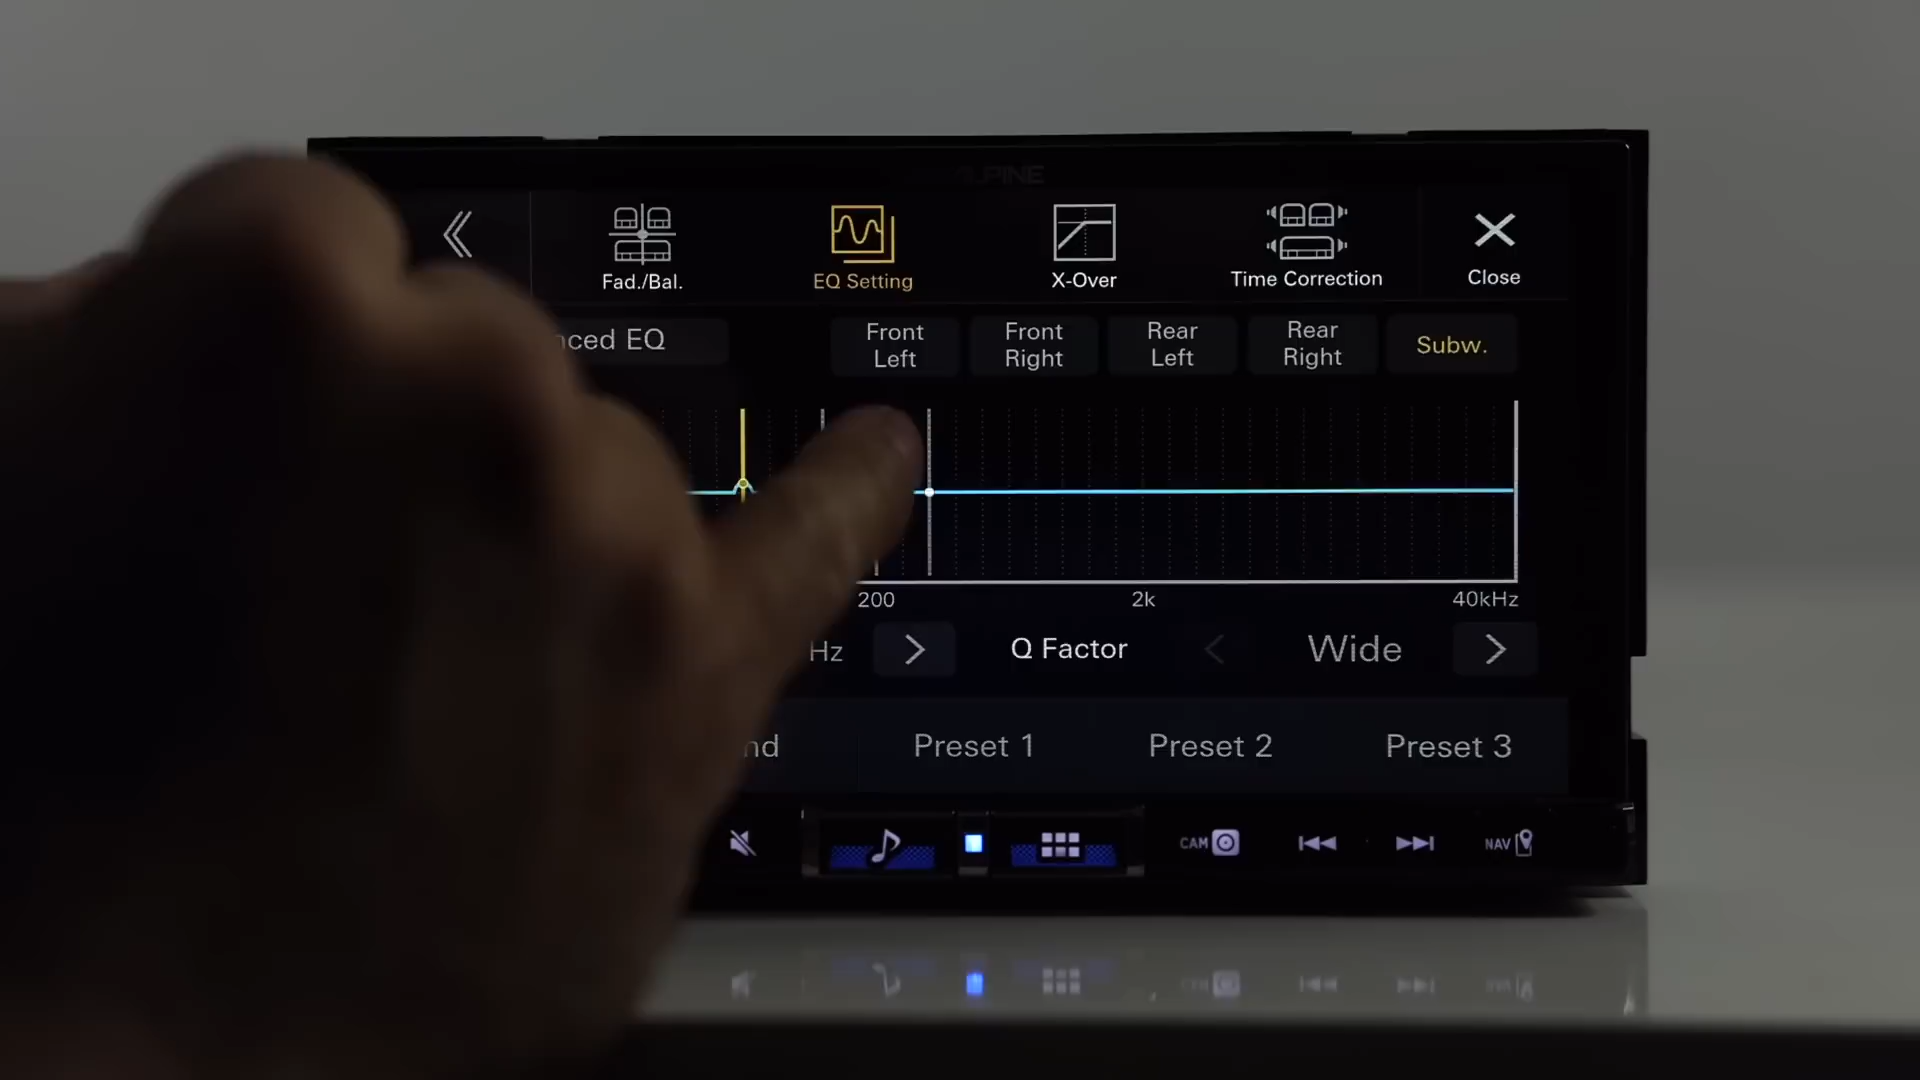 ALPINE
Fad./Bal.
EQ Setting
X-Over
Time Correction
Close
nced EQ
Front
Left
Front
Right
Rear
Left
Rear
Right
Subw.
200
2k
40kHz
Hz
Q Factor
Wide
nd
Preset 1
Preset 2
Preset 3
CAM
NAV